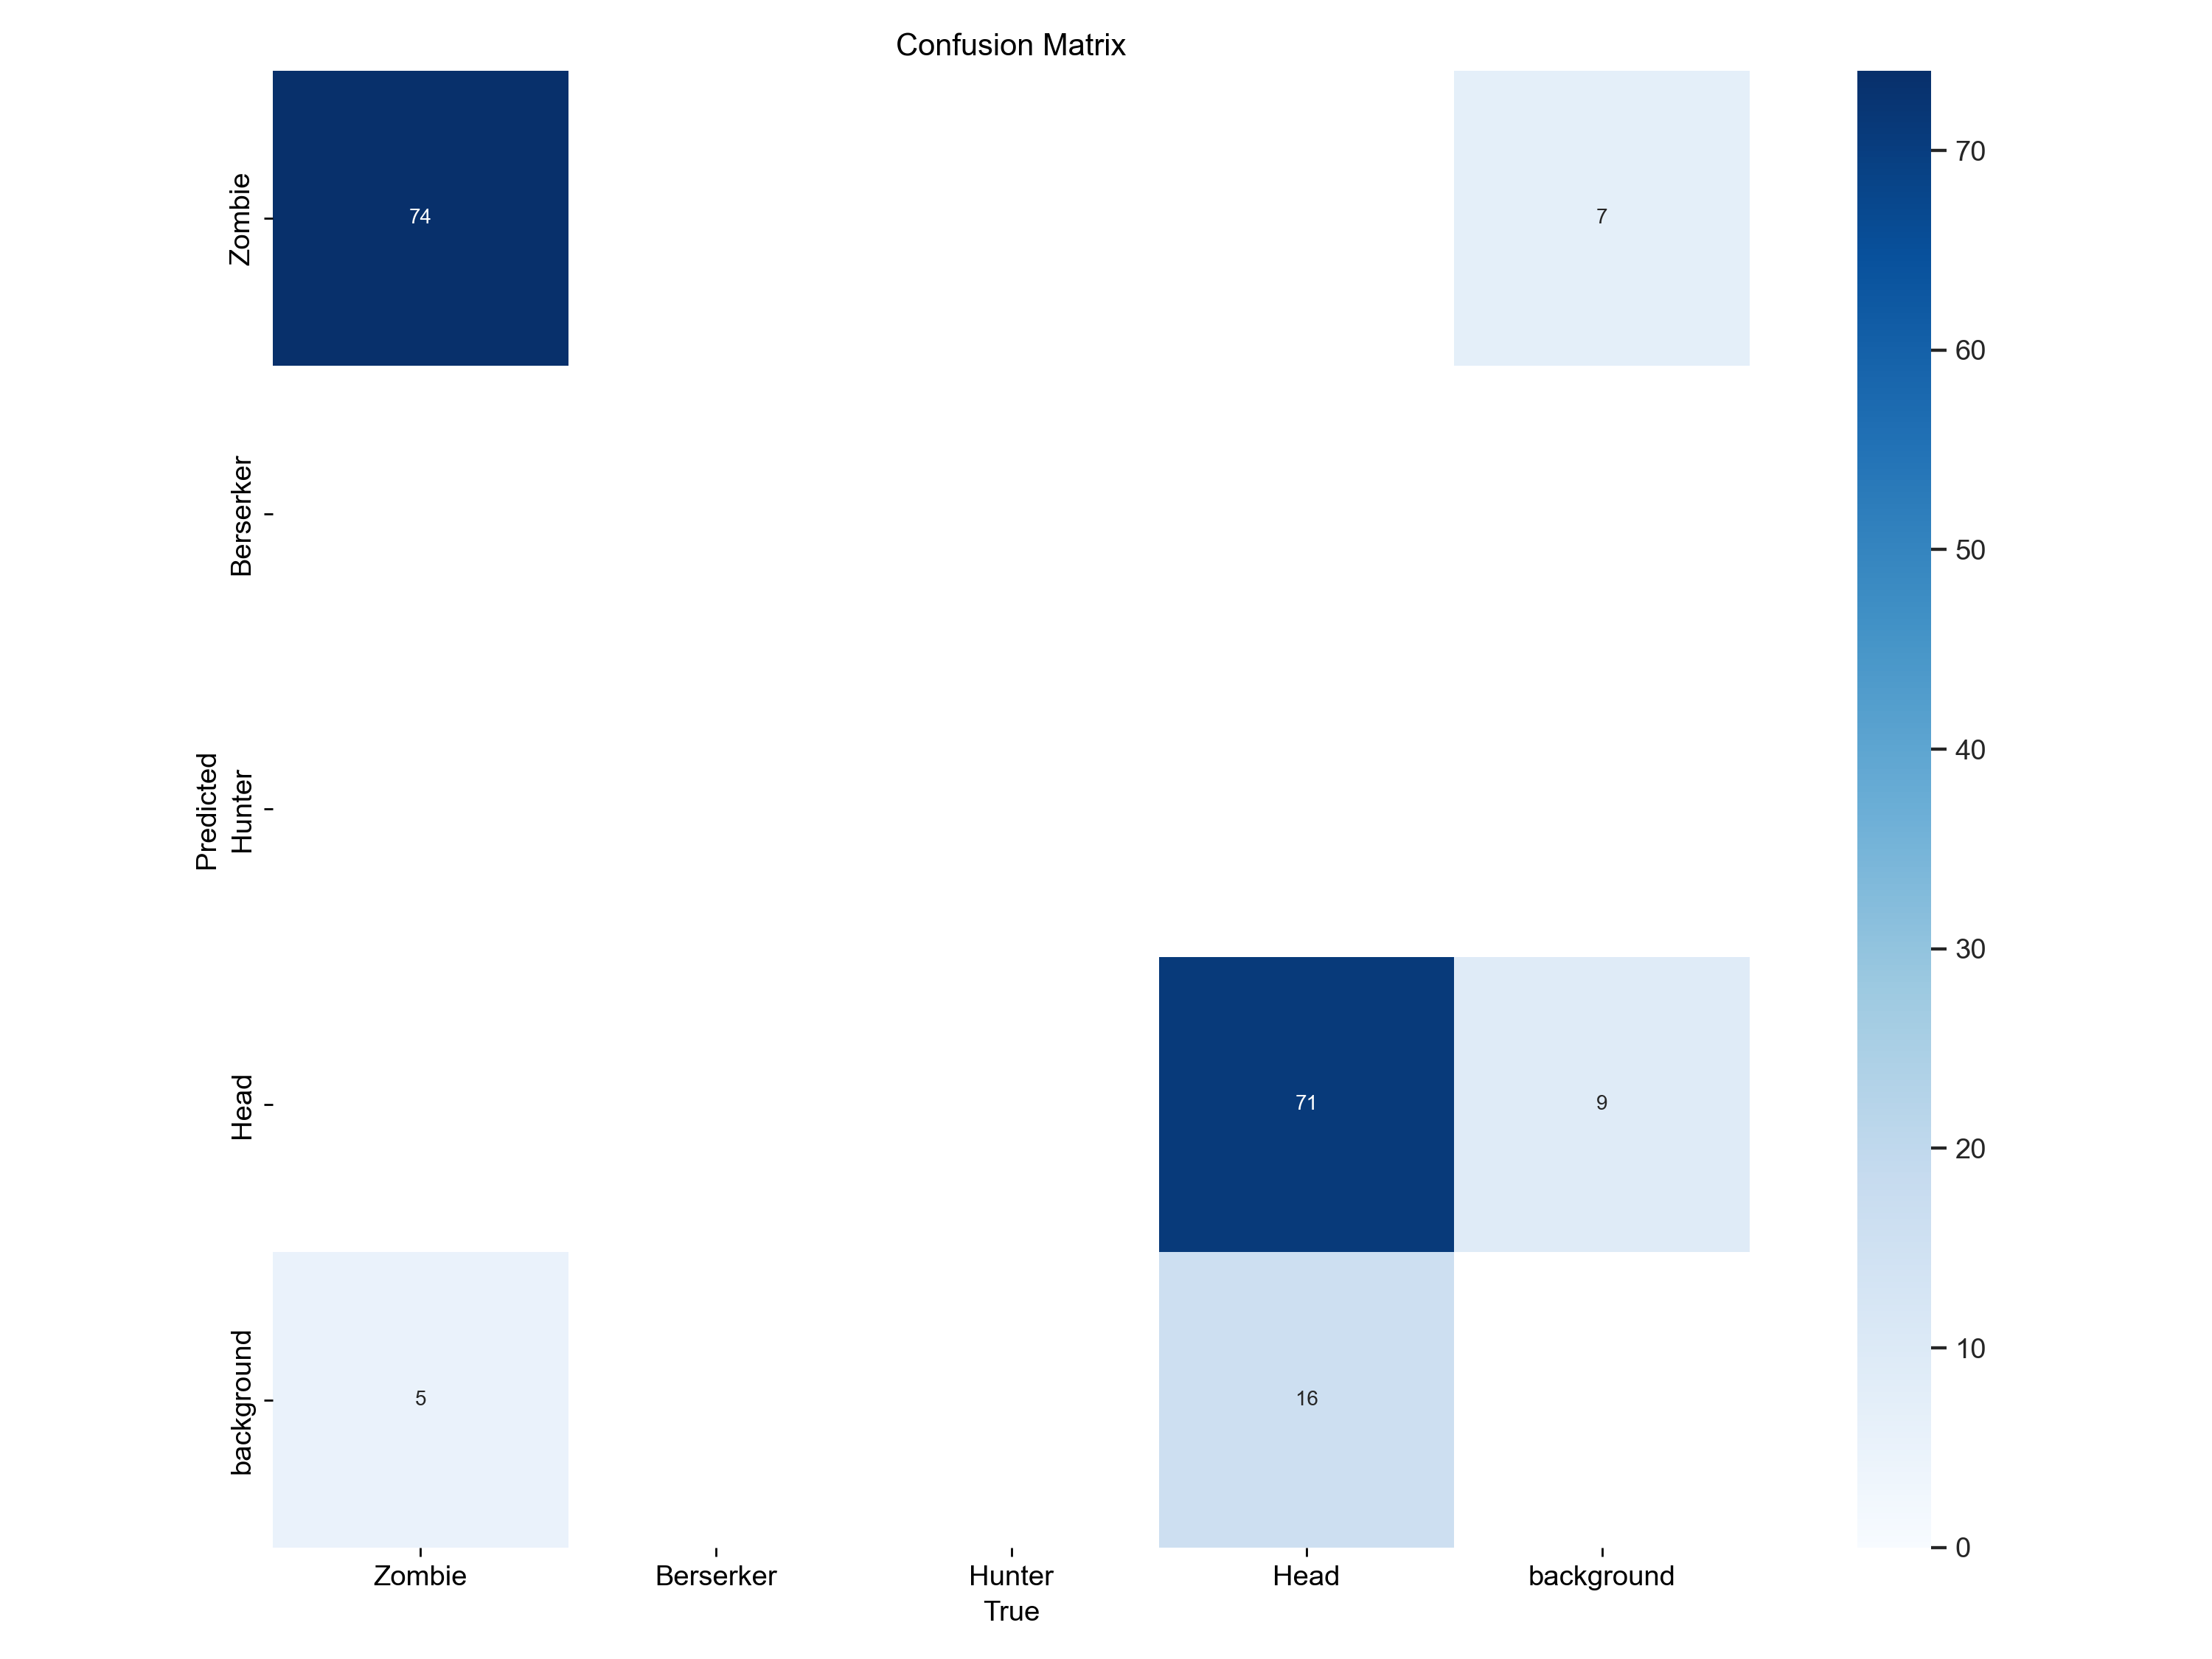 Confusion Matrix
Zombie
74
7
70
60
Berserker
50
40
Predicted
Hunter
30
Head
71
9
20
10
background
5
16
0
Zombie
Berserker
Hunter
Head
background
True